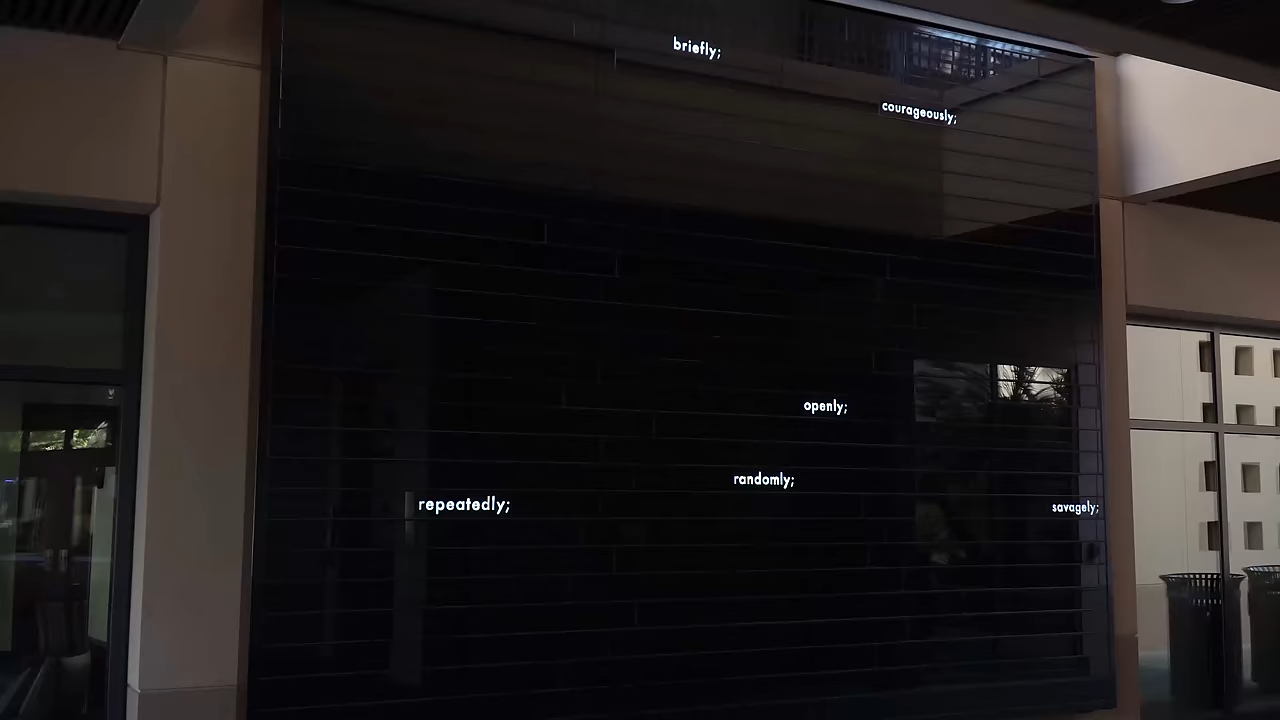 briefly;
courageously;
openly;
randomly;
repeatedly;
savagely;